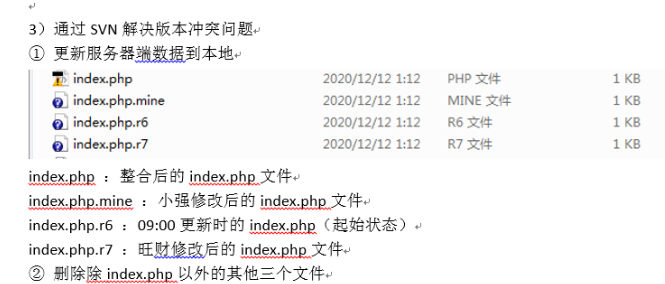 3）通过 SVN 解决版本冲突问题
① 更新服务器端数据到本地
index.php 2020/12/12 1:12 PHP 文件 1 KB
index.php.mine 2020/12/12 1:12 MINE 文件 1 KB
index.php.r6 2020/12/12 1:12 R6 文件 1 KB
index.php.r7 2020/12/12 1:12 R7 文件 1 KB
index.php ：整合后的 index.php 文件
index.php.mine ：小强修改后的 index.php 文件
index.php.r6 ：09:00 更新时的 index.php（起始状态）
index.php.r7 ：旺财修改后的 index.php 文件
② 删除除 index.php 以外的其他三个文件